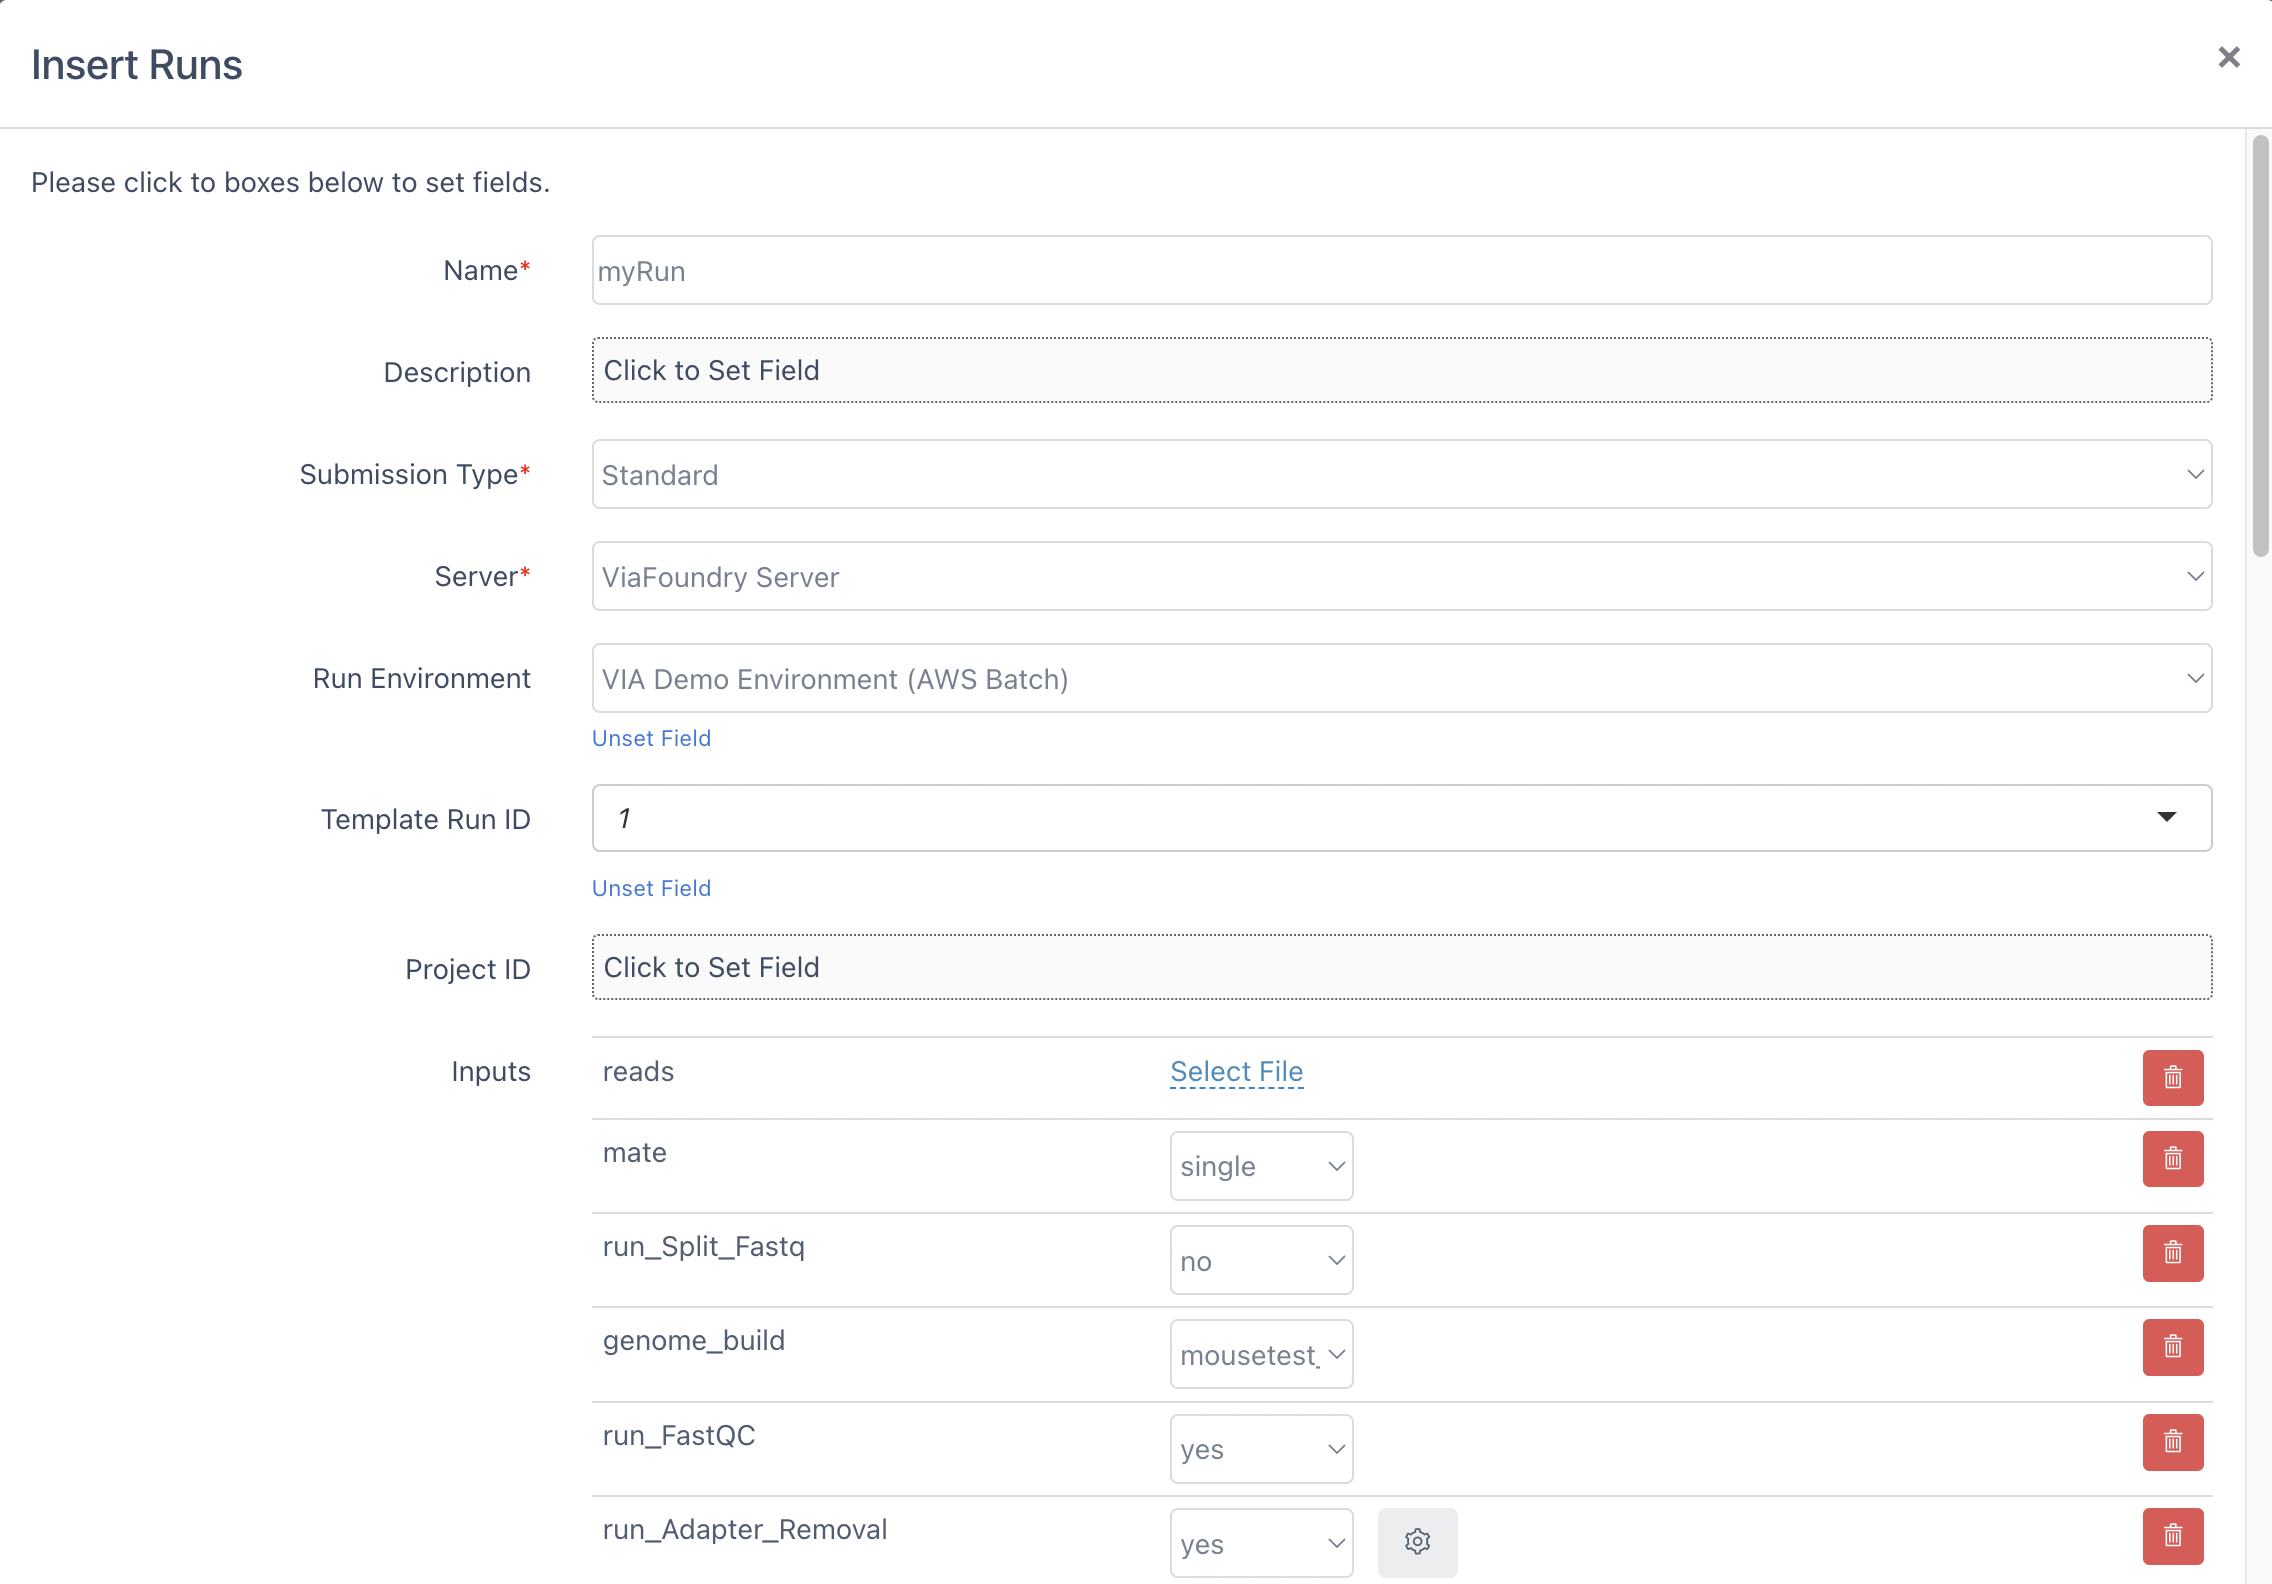 Insert Runs
Please click to boxes below to set fields.
Name* myRun
Description Click to Set Field
Submission Type* Standard
Server* ViaFoundry Server
Run Environment VIA Demo Environment (AWS Batch)
Unset Field
Template Run ID 1
Unset Field
Project ID Click to Set Field
Inputs reads Select File
mate single
run_Split_Fastq no
genome_build mousetest_
run_FastQC yes
run_Adapter_Removal yes